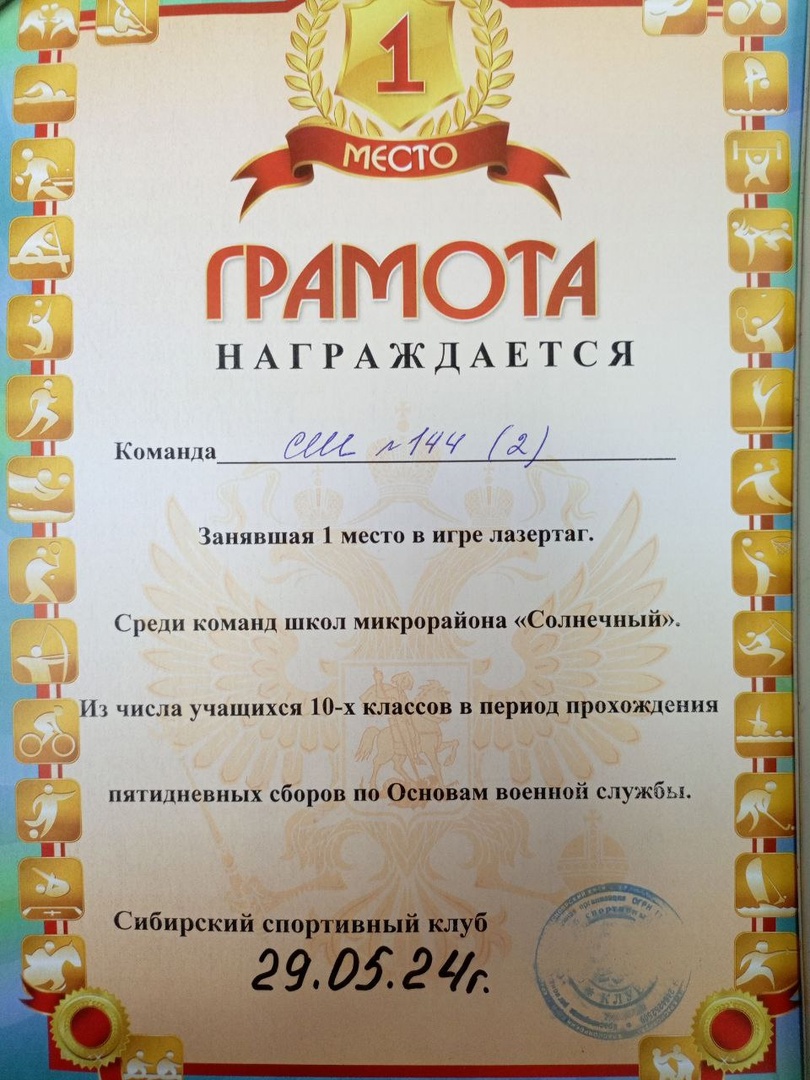 1
МЕСТО
ГРАМОТА
НАГРАЖДАЕТСЯ
Команда СШ №144 (2)
Занявшая 1 место в игре лазертаг.
Среди команд школ микрорайона «Солнечный».
Из числа учащихся 10-х классов в период прохождения
пятидневных сборов по Основам военной службы.
Сибирский спортивный клуб
29.05.24г.
КЛУБ